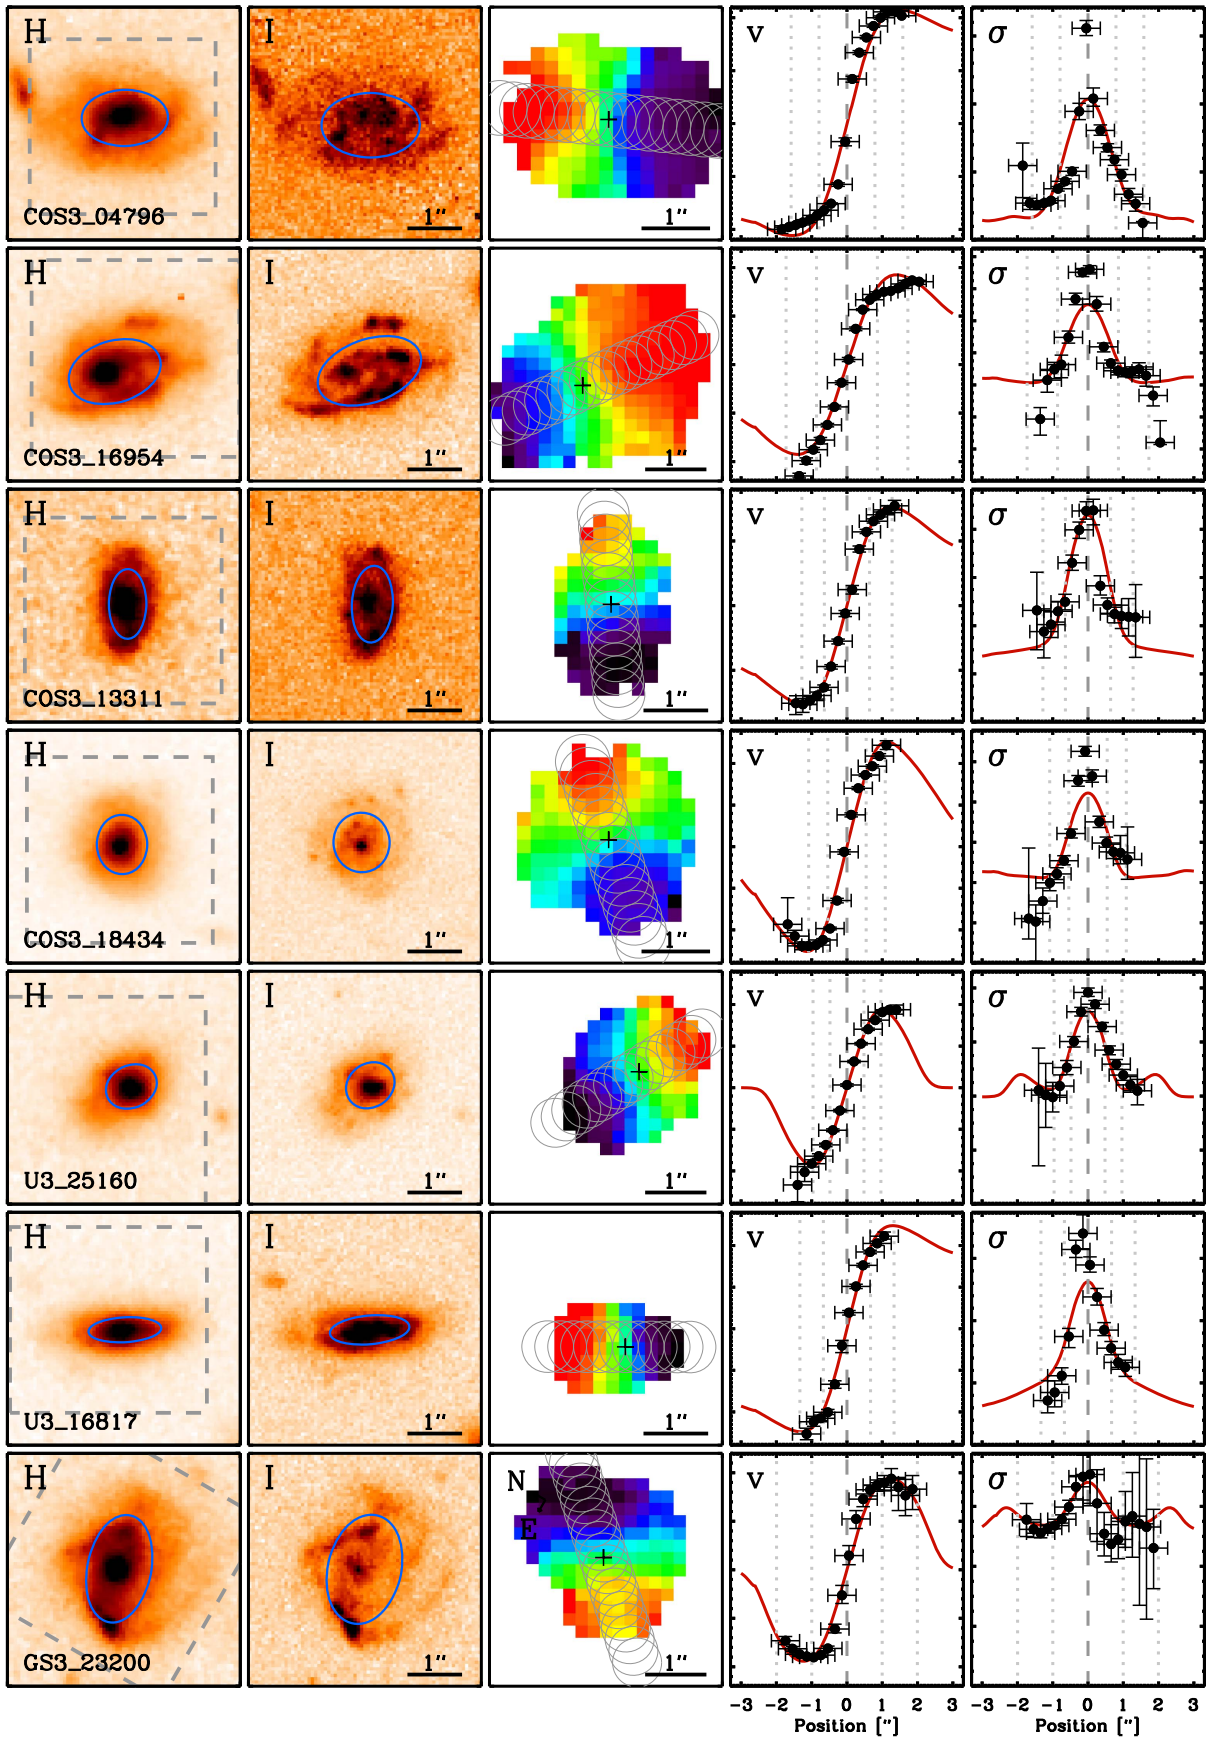 H I v σ
COS3_04796 1″ 1″
H I v σ
COS3_16954 1″ 1″
H I v σ
COS3_13311 1″ 1″
H I v σ
COS3_18434 1″ 1″
H I v σ
U3_25160 1″ 1″
H I v σ
U3_16817 1″ 1″
H I N v σ
E
GS3_23200 1″ 1″
-3 -2 -1 0 1 2 3 -3 -2 -1 0 1 2 3
Position [″] Position [″]